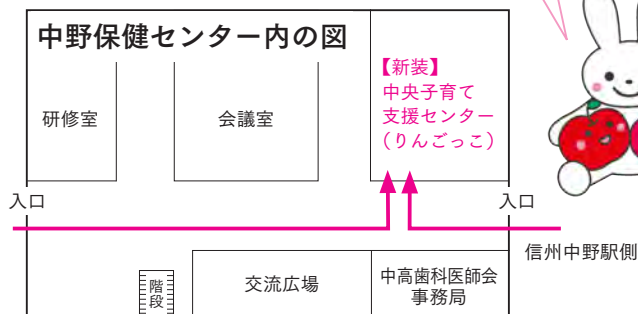 中野保健センター内の図
研修室
会議室
【新装】
中央子育て
支援センター
（りんごっこ）
入口
入口
信州中野駅側
階段
交流広場
中高歯科医師会
事務局